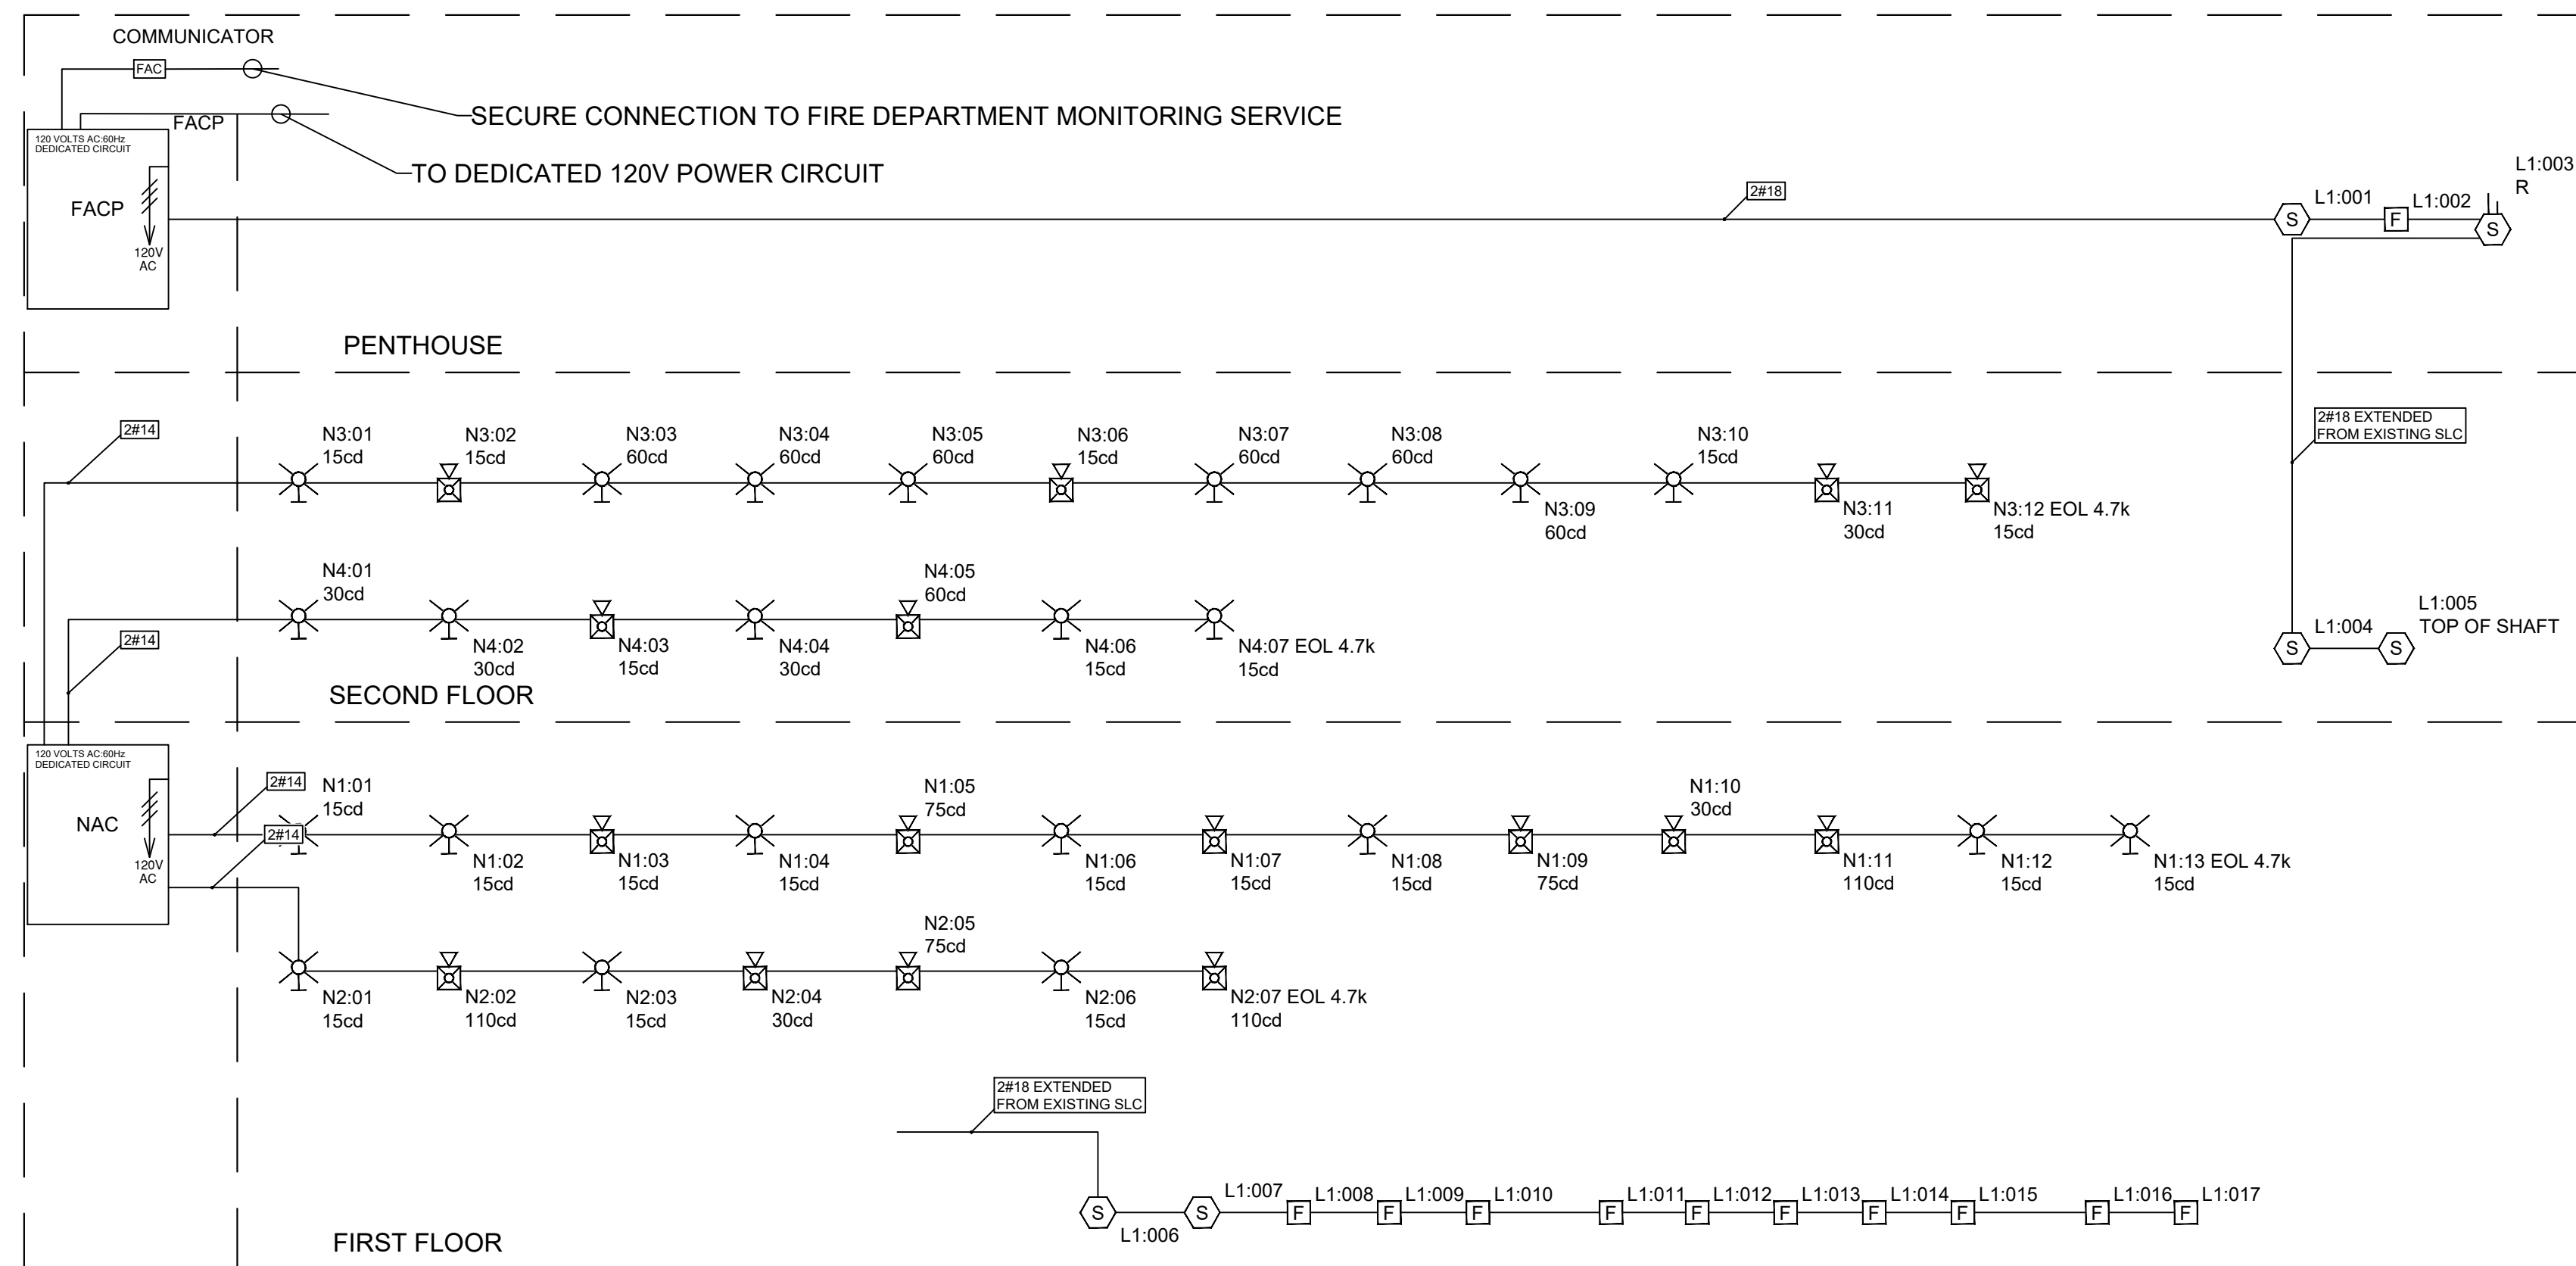 COMMUNICATOR
FAC
SECURE CONNECTION TO FIRE DEPARTMENT MONITORING SERVICE
FACP
120 VOLTS AC:60Hz
DEDICATED CIRCUIT
TO DEDICATED 120V POWER CIRCUIT
FACP
120V
AC
2#18
S
L1:001
F
L1:002
L1:003
R
S
PENTHOUSE
2#14
N3:01
15cd
N3:02
15cd
N3:03
60cd
N3:04
60cd
N3:05
60cd
N3:06
15cd
N3:07
60cd
N3:08
60cd
N3:09
60cd
N3:10
15cd
N3:11
30cd
N3:12 EOL 4.7k
15cd
2#18 EXTENDED
FROM EXISTING SLC
N4:01
30cd
N4:02
30cd
N4:03
15cd
N4:04
30cd
N4:05
60cd
N4:06
15cd
N4:07 EOL 4.7k
15cd
2#14
S
L1:004
S
L1:005
TOP OF SHAFT
SECOND FLOOR
120 VOLTS AC:60Hz
DEDICATED CIRCUIT
NAC
120V
AC
2#14
2#14
N1:01
15cd
N1:02
15cd
N1:03
15cd
N1:04
15cd
N1:05
75cd
N1:06
15cd
N1:07
15cd
N1:08
15cd
N1:09
75cd
N1:10
30cd
N1:11
110cd
N1:12
15cd
N1:13 EOL 4.7k
15cd
N2:01
15cd
N2:02
110cd
N2:03
15cd
N2:04
30cd
N2:05
75cd
N2:06
15cd
N2:07 EOL 4.7k
110cd
2#18 EXTENDED
FROM EXISTING SLC
S
L1:006
S
L1:007
F
L1:008
F
L1:009
F
L1:010
F
L1:011
F
L1:012
F
L1:013
F
L1:014
F
L1:015
F
L1:016
F
L1:017
FIRST FLOOR